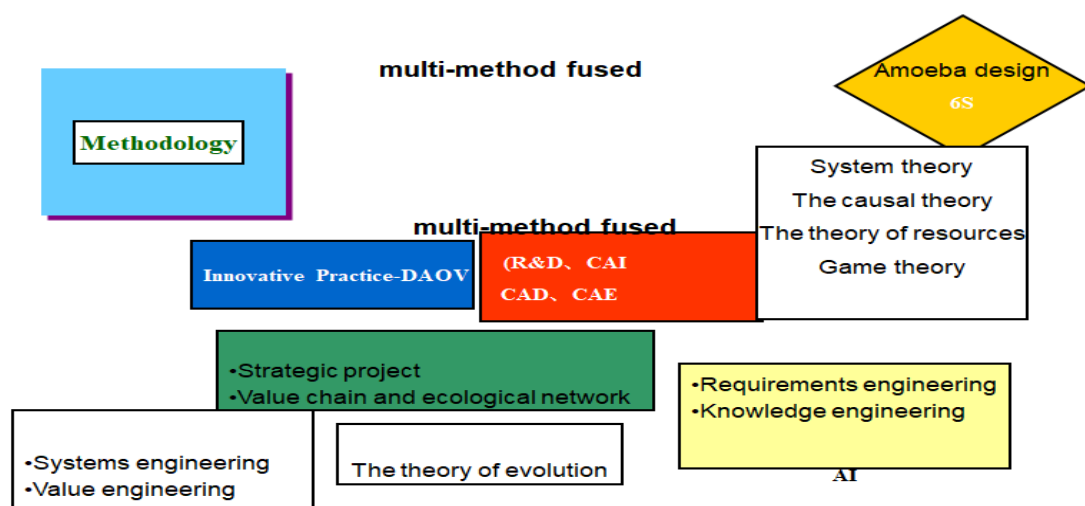 multi-method fused
Amoeba design
6S
Methodology
System theory
The causal theory
The theory of resources
Game theory
multi-method fused
Innovative Practice-DAOV
(R&D、CAI
CAD、CAE
•Strategic project
•Value chain and ecological network
•Requirements engineering
•Knowledge engineering
AI
•Systems engineering
•Value engineering
The theory of evolution